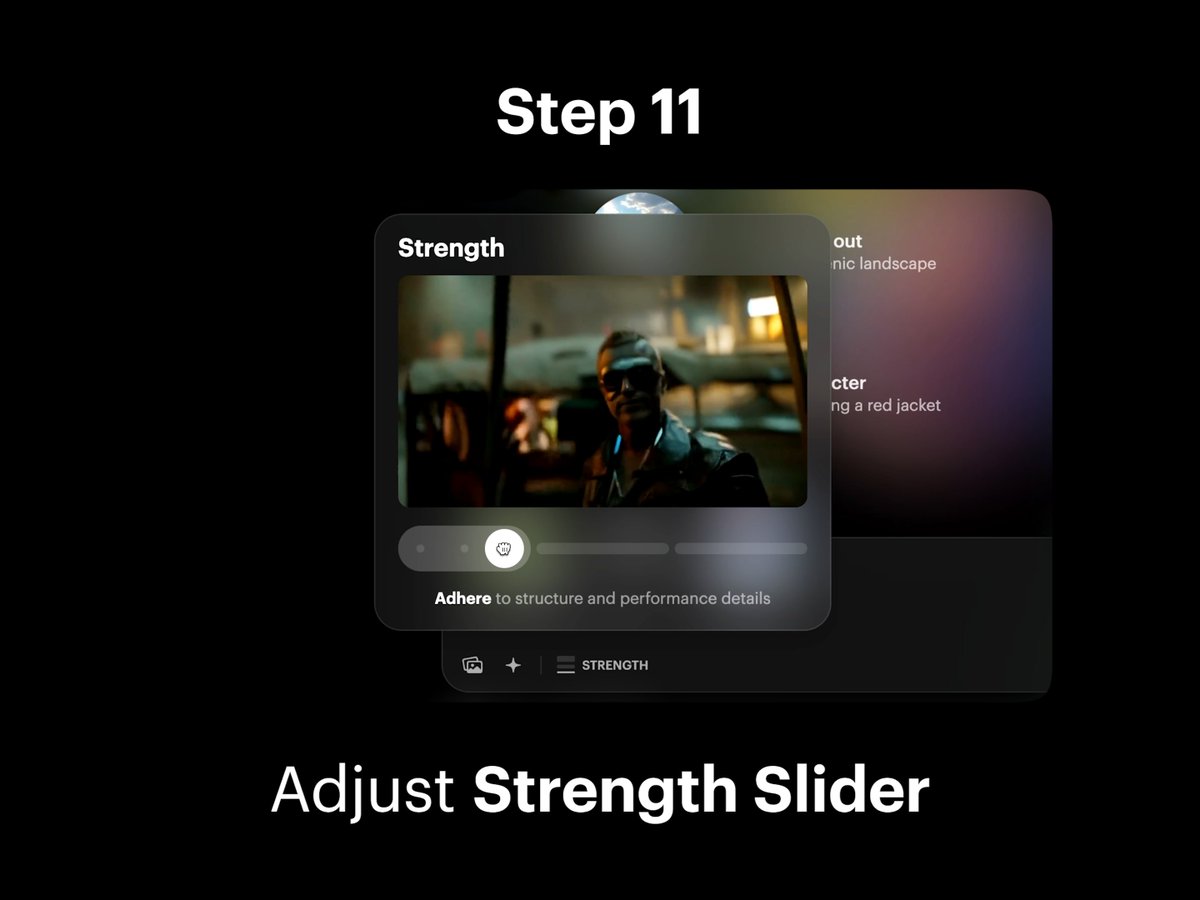 Step 11
Strength
out
nic landscape
cter
ng a red jacket
Adhere to structure and performance details
STRENGTH
Adjust Strength Slider